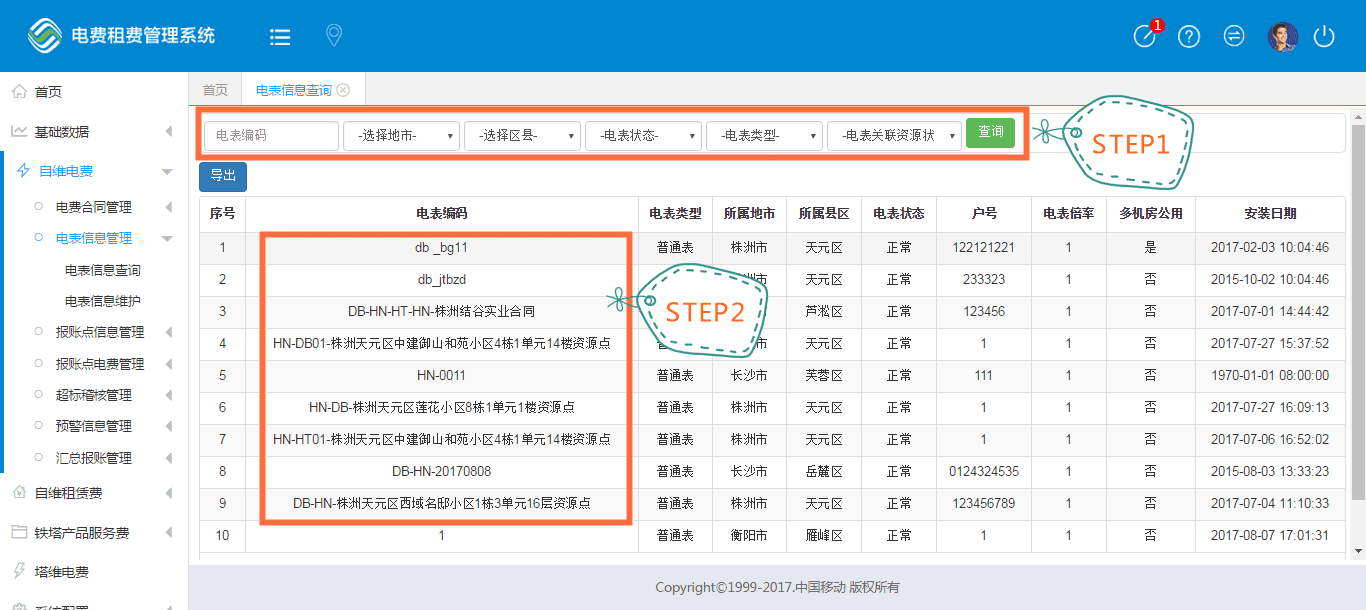 电费租费管理系统
1
首页
基础数据
自维电费
电费合同管理
电表信息管理
电表信息查询
电表信息维护
报账点信息管理
报账点电费管理
超标稽核管理
预警信息管理
汇总报账管理
自维租赁费
铁塔产品服务费
塔维电费
系统配置
首页 电表信息查询
电表编码 -选择地市- -选择区县- -电表状态- -电表类型- -电表关联资源状 查询
STEP1
导出
序号 电表编码 电表类型 所属地市 所属县区 电表状态 户号 电表倍率 多机房公用 安装日期
1 db _bg11 普通表 株洲市 天元区 正常 122121221 1 是 2017-02-03 10:04:46
2 db_jtbzd 市 天元区 正常 233323 1 否 2015-10-02 10:04:46
3 DB-HN-HT-HN-株洲结谷实业合同 芦淞区 正常 123456 1 否 2017-07-01 14:44:42
STEP2
4 HN-DB01-株洲天元区中建御山和苑小区4栋1单元14楼资源点 市 天元区 正常 1 1 否 2017-07-27 15:37:52
5 HN-0011 普通表 长沙市 芙蓉区 正常 111 1 否 1970-01-01 08:00:00
6 HN-DB-株洲天元区莲花小区8栋1单元1楼资源点 普通表 株洲市 天元区 正常 1 1 否 2017-07-27 16:09:13
7 HN-HT01-株洲天元区中建御山和苑小区4栋1单元14楼资源点 普通表 株洲市 天元区 正常 1 1 否 2017-07-06 16:52:02
8 DB-HN-20170808 普通表 长沙市 岳麓区 正常 0124324535 1 否 2015-08-03 13:33:23
9 DB-HN-株洲天元区西域名邸小区1栋3单元16层资源点 普通表 株洲市 天元区 正常 123456789 1 否 2017-07-04 11:10:33
10 1 普通表 衡阳市 雁峰区 正常 1 1 否 2017-08-07 17:01:31
Copyright©1999-2017.中国移动 版权所有